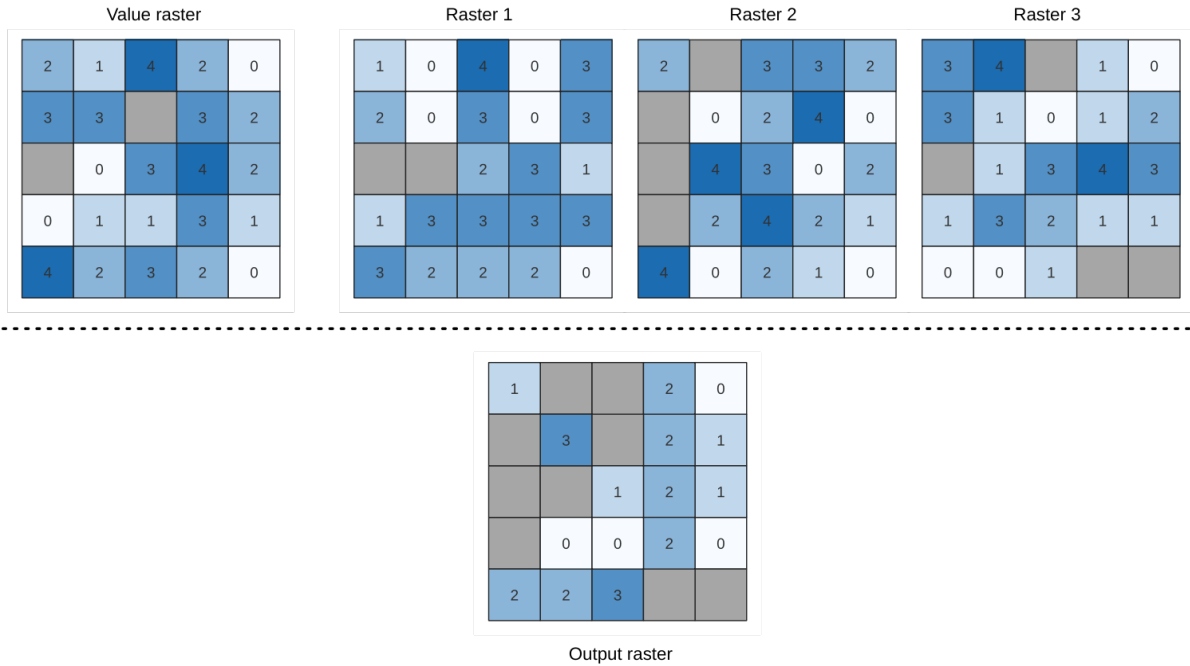 Value raster Raster 1 Raster 2 Raster 3
2 1 4 2 0 1 0 4 0 3 2 3 3 2 3 4 1 0
3 3 3 2 2 0 3 0 3 0 2 4 0 3 1 0 1 2
0 3 4 2 2 3 1 4 3 0 2 1 3 4 3
0 1 1 3 1 1 3 3 3 3 2 4 2 1 1 3 2 1 1
4 2 3 2 0 3 2 2 2 0 4 0 2 1 0 0 0 1
1 2 0
3 2 1
1 2 1
0 0 2 0
2 2 3
Output raster